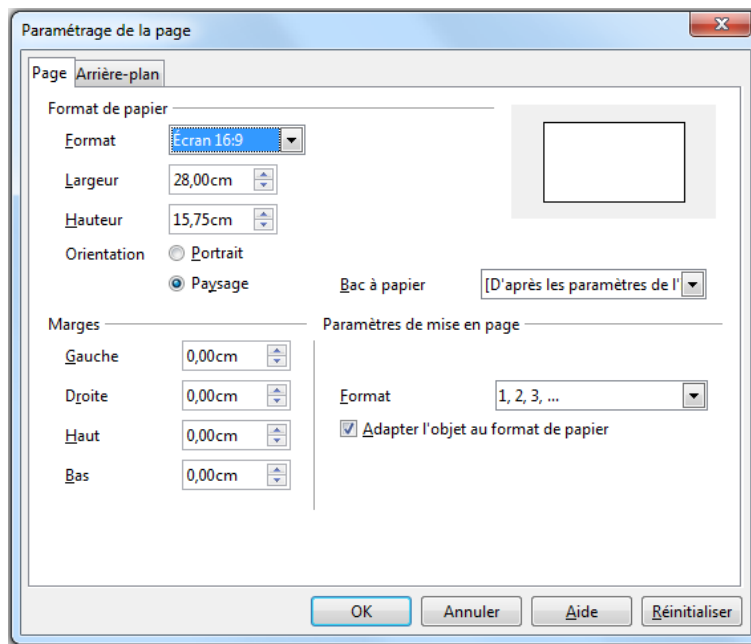 Paramétrage de la page
Page Arrière-plan
Format de papier
Format Écran 16:9
Largeur 28,00cm
Hauteur 15,75cm
Orientation Portrait
Paysage Bac à papier [D'après les paramètres de l'
Marges Paramètres de mise en page
Gauche 0,00cm
Droite 0,00cm Format 1, 2, 3, ...
Haut 0,00cm Adapter l'objet au format de papier
Bas 0,00cm
OK Annuler Aide Réinitialiser